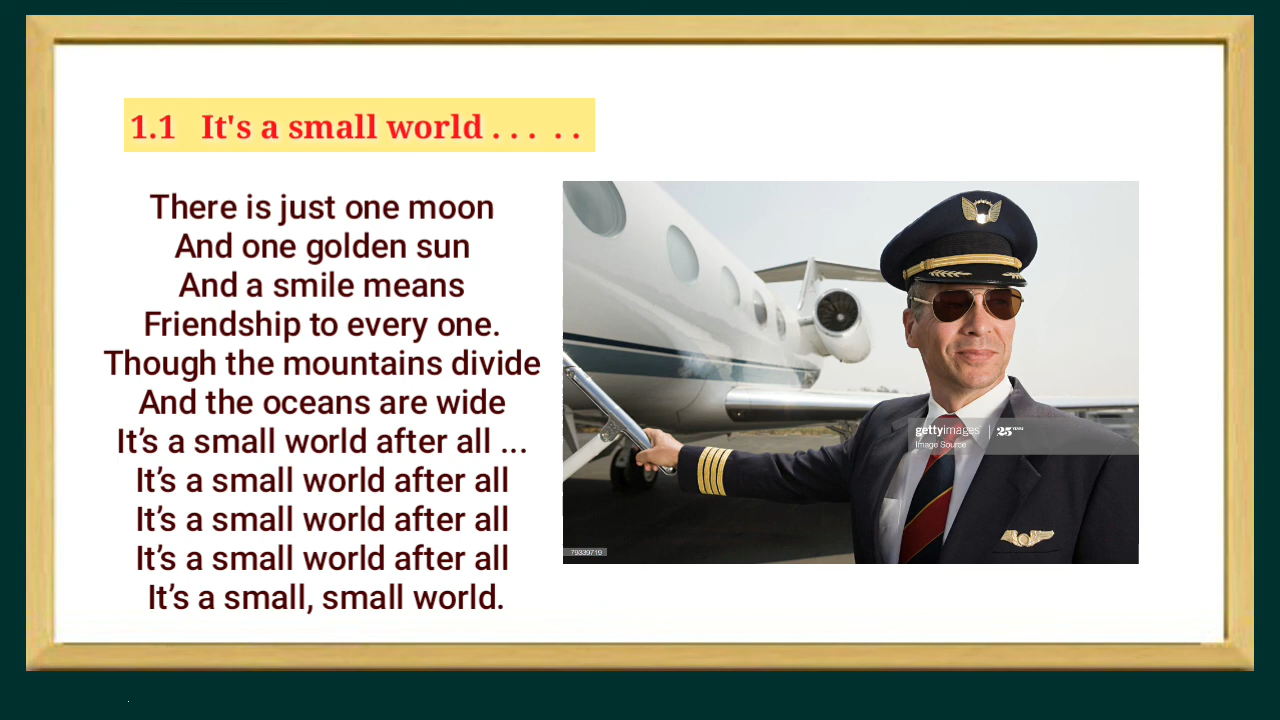 1.1 It's a small world . . . . .
There is just one moon
And one golden sun
And a smile means
Friendship to every one.
Though the mountains divide
And the oceans are wide
It’s a small world after all ...
It’s a small world after all
It’s a small world after all
It’s a small world after all
It’s a small, small world.
gettyimages | 25 YEARS
Image Source
79339719